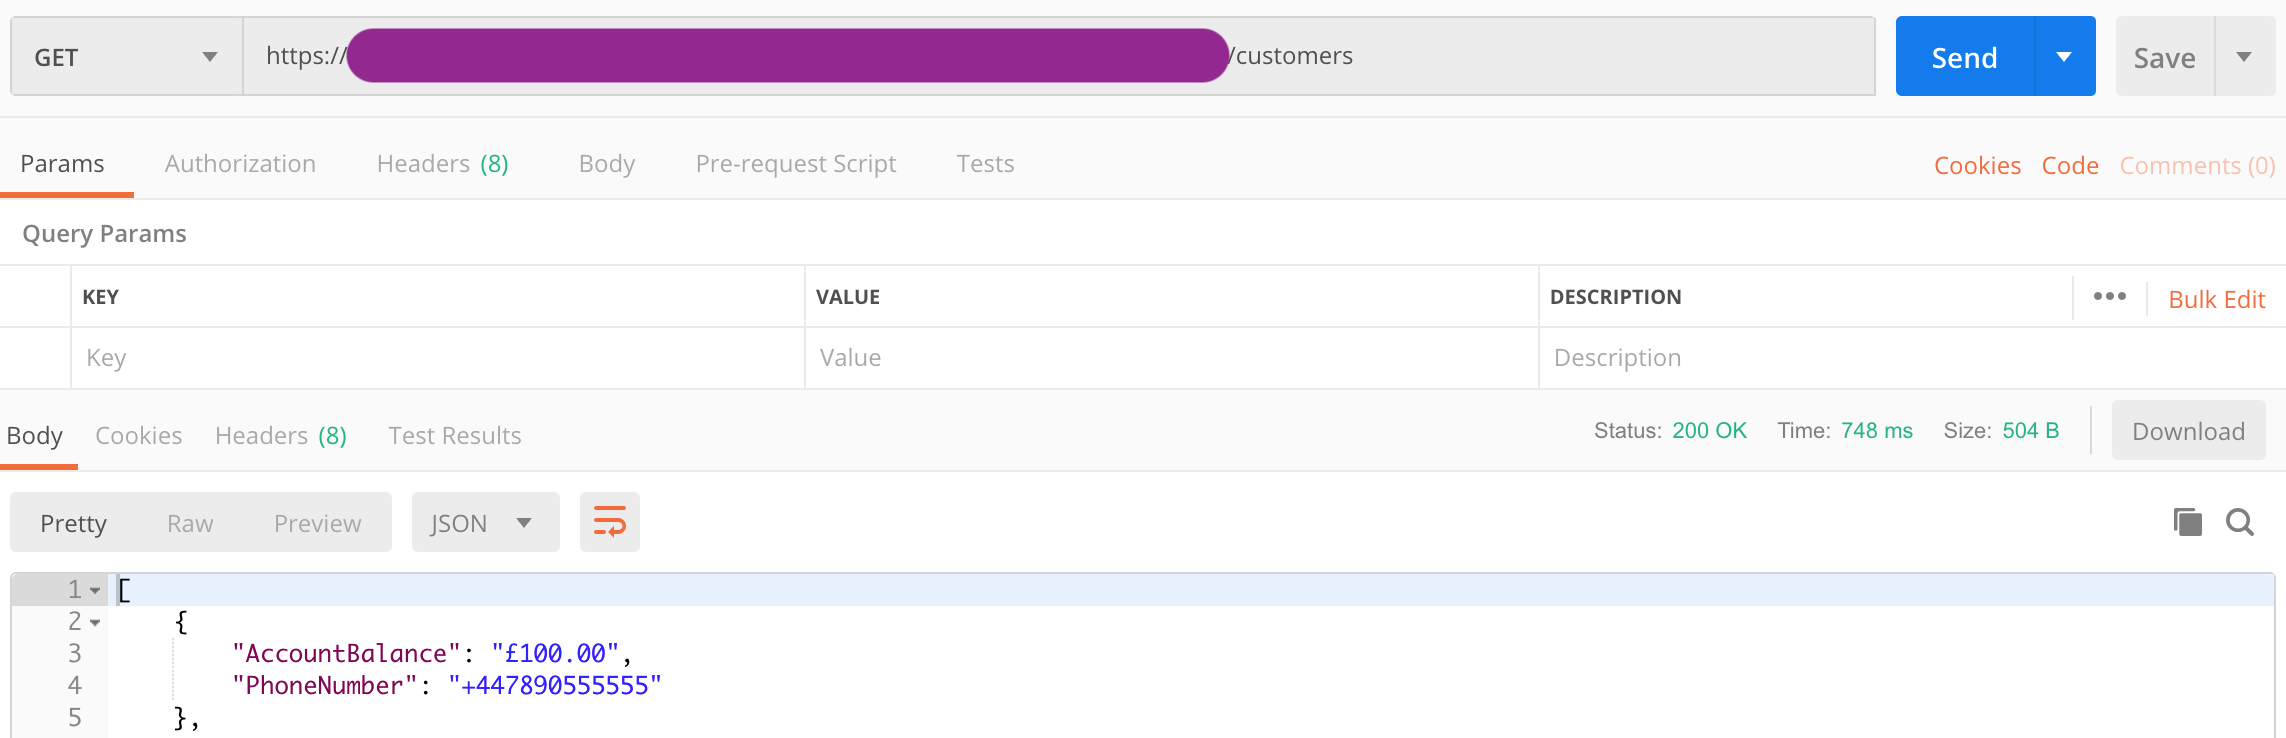 GET https:// /customers Send Save
Params Authorization Headers (8) Body Pre-request Script Tests Cookies Code Comments (0)
Query Params
KEY VALUE DESCRIPTION ••• Bulk Edit
Key Value Description
Body Cookies Headers (8) Test Results Status: 200 OK Time: 748 ms Size: 504 B Download
Pretty Raw Preview JSON
1 [
2 {
3 "AccountBalance": "£100.00",
4 "PhoneNumber": "+447890555555"
5 },